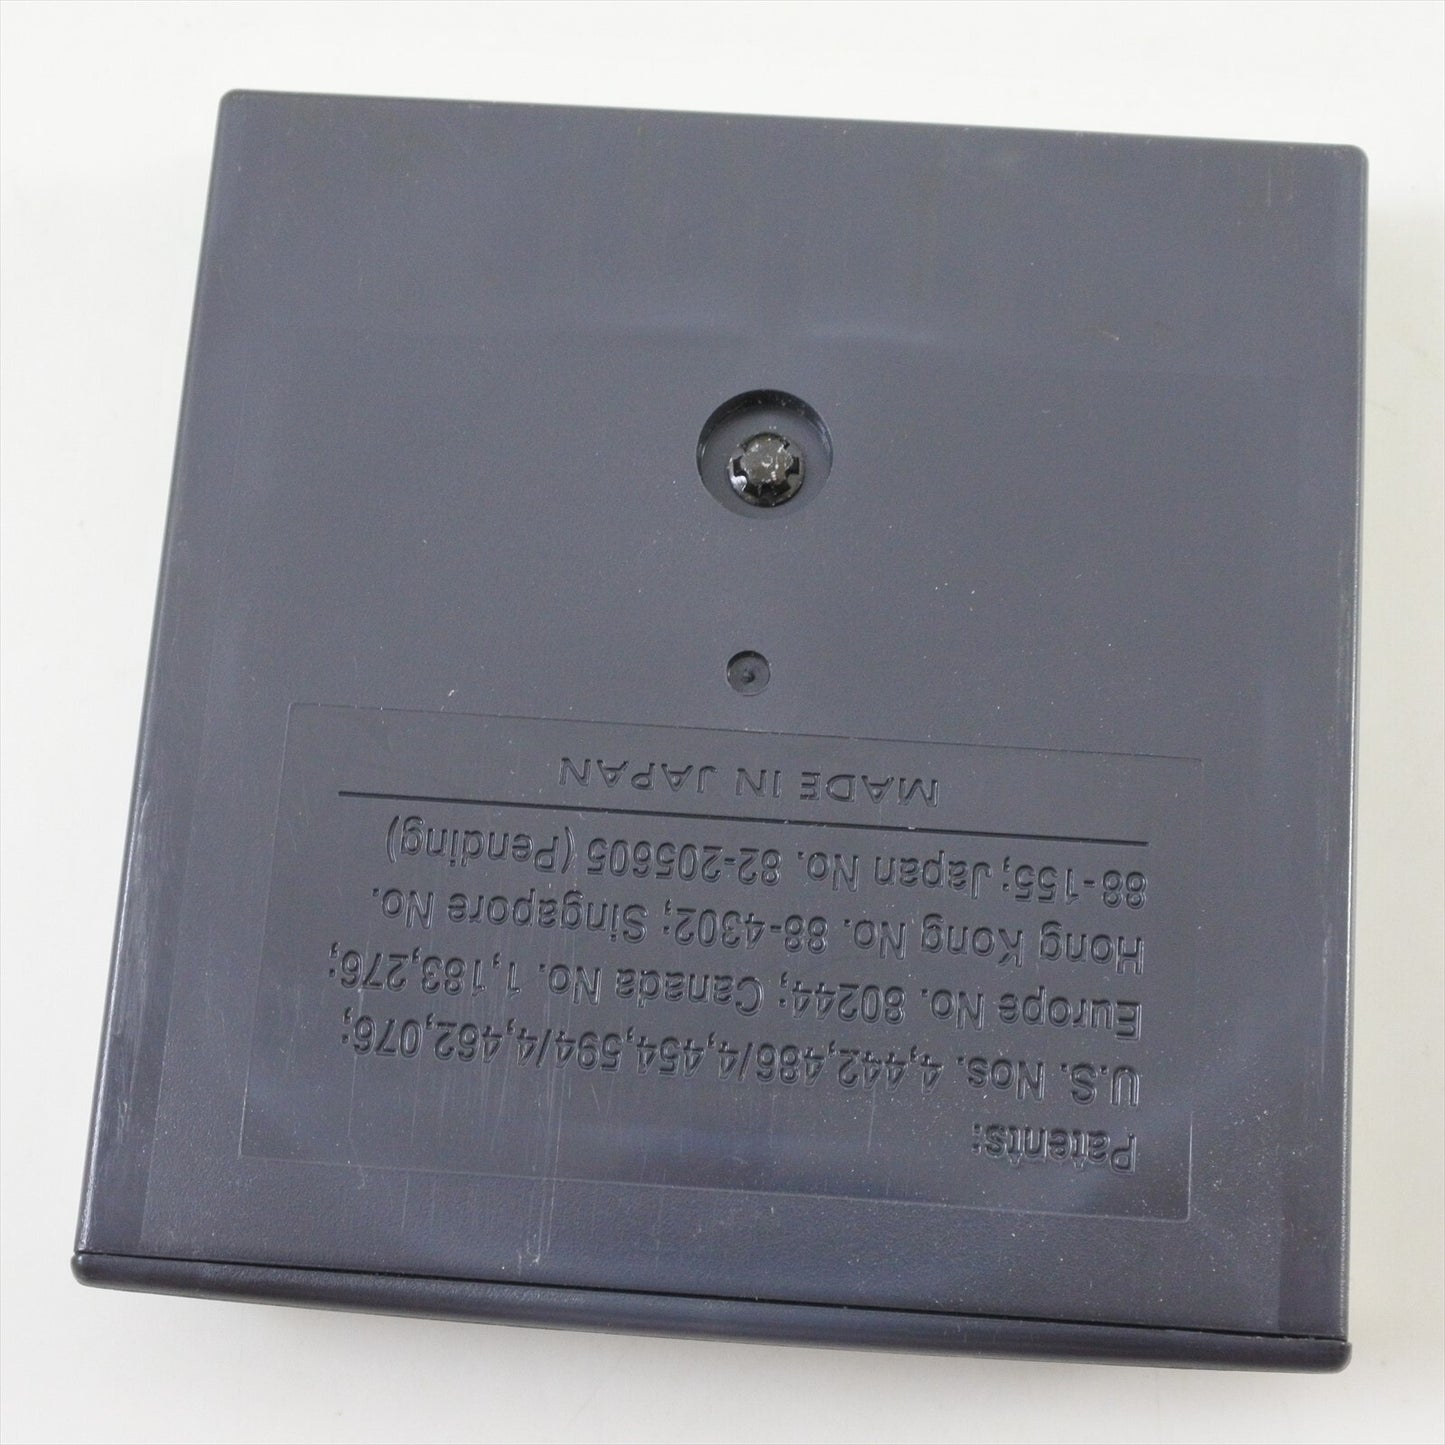 Patents:
U.S. Nos. 4,442,486/4,454,594/4,462,076;
Europe No. 80244; Canada No. 1,183,276;
Hong Kong No. 88-4302; Singapore No.
88-155; Japan No. 82-205605 (Pending)
MADE IN JAPAN